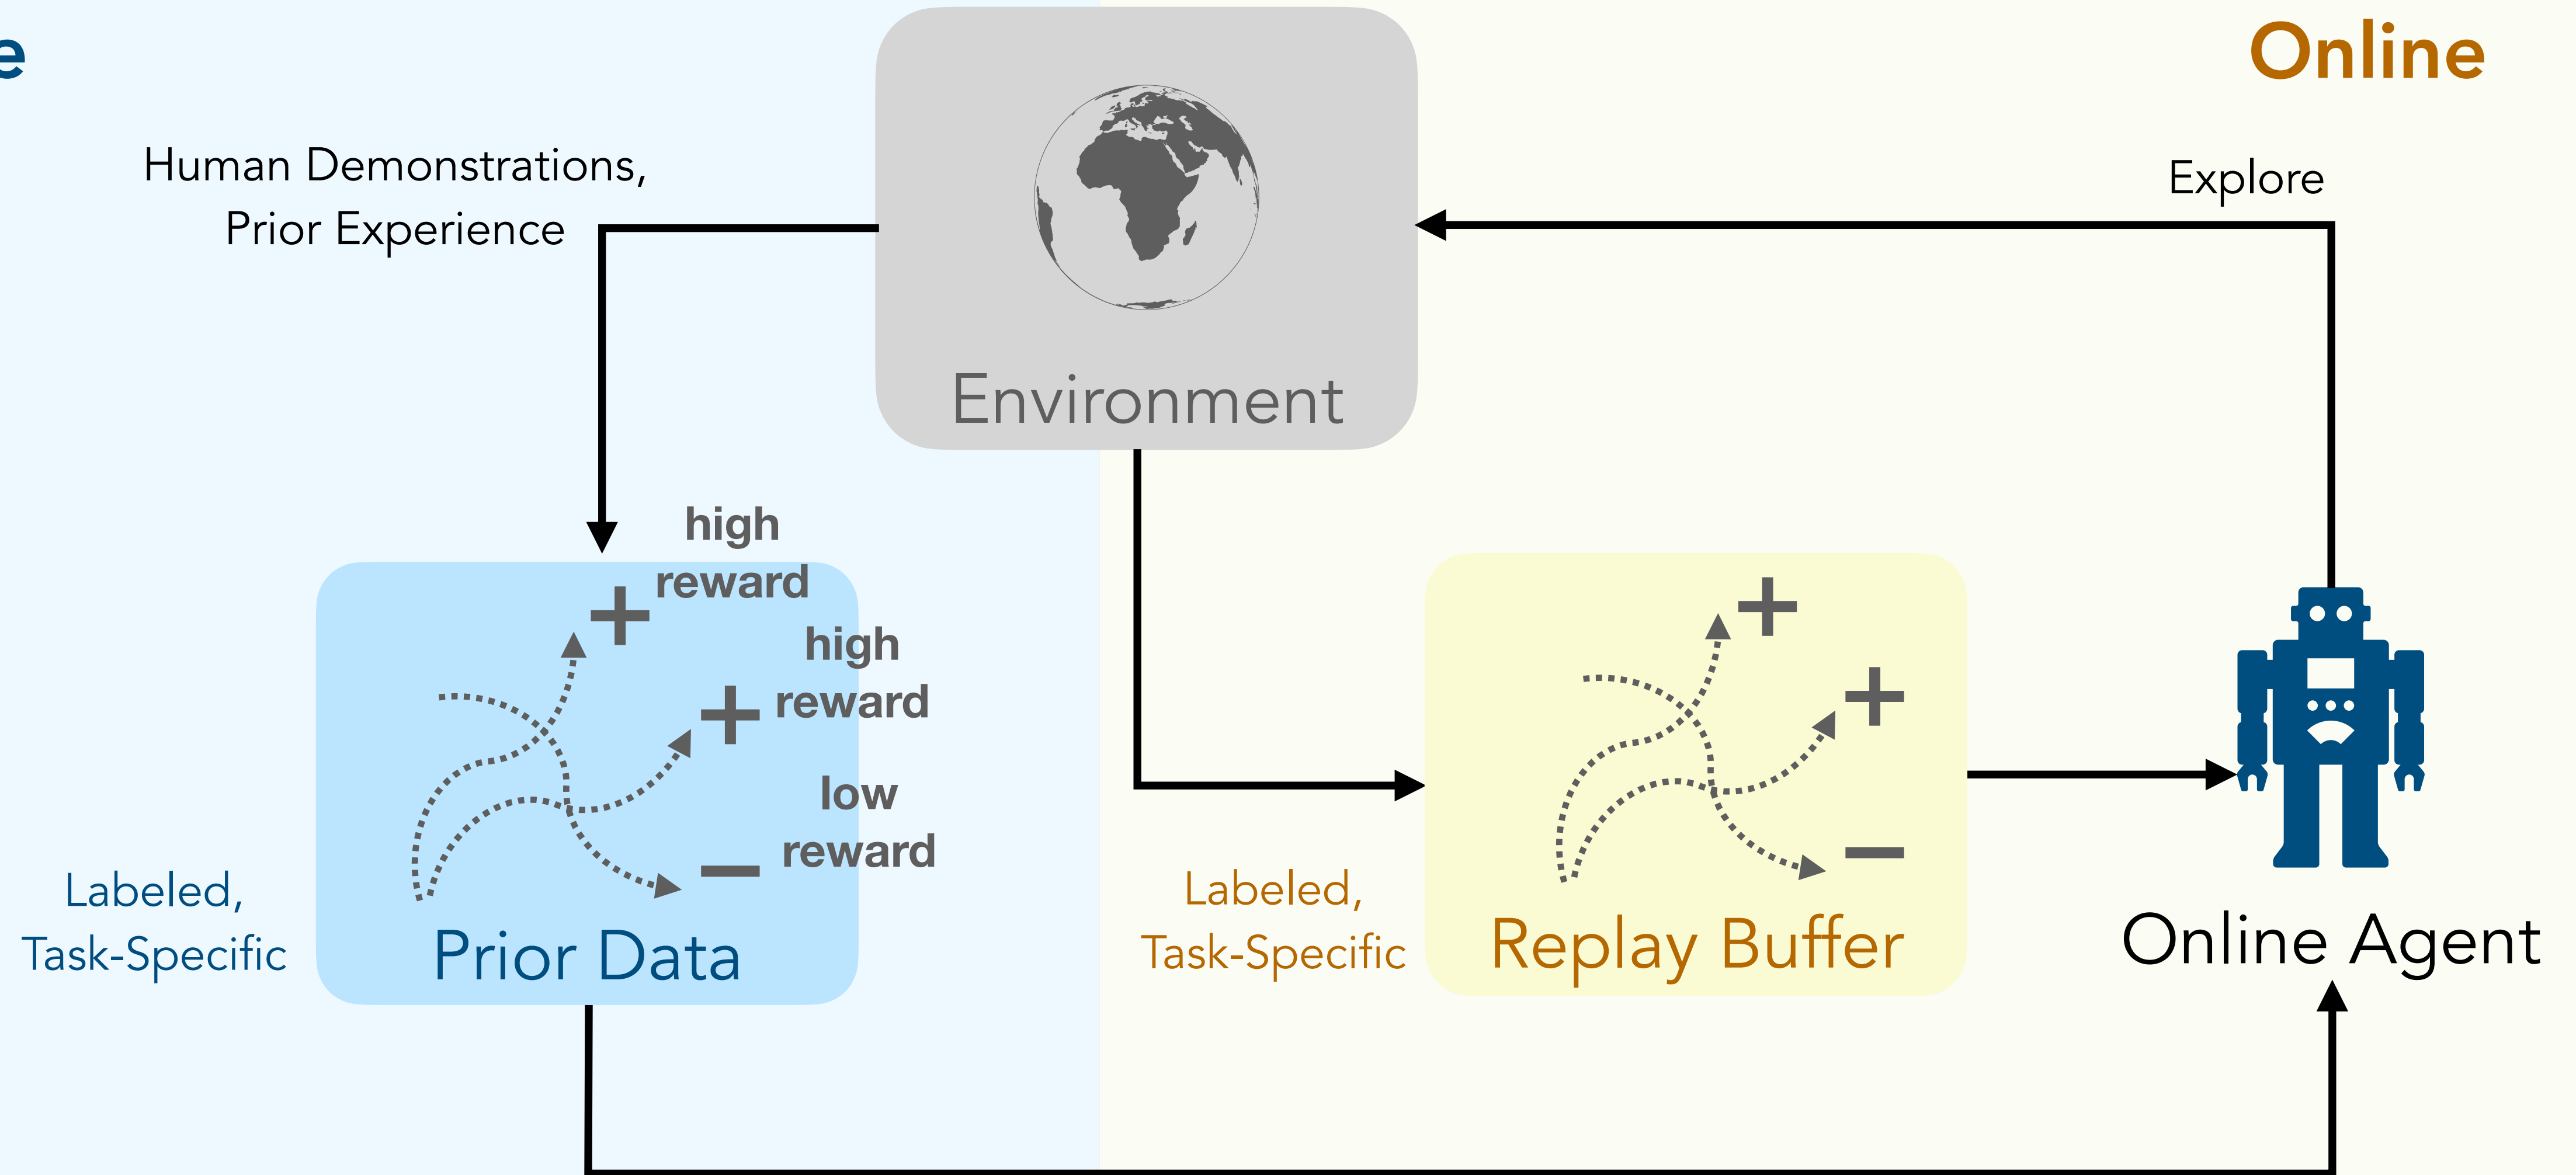 e
Online
Human Demonstrations,
Prior Experience
Explore
Environment
high
reward
high
reward
low
reward
Labeled,
Task-Specific
Prior Data
Labeled,
Task-Specific
Replay Buffer
Online Agent